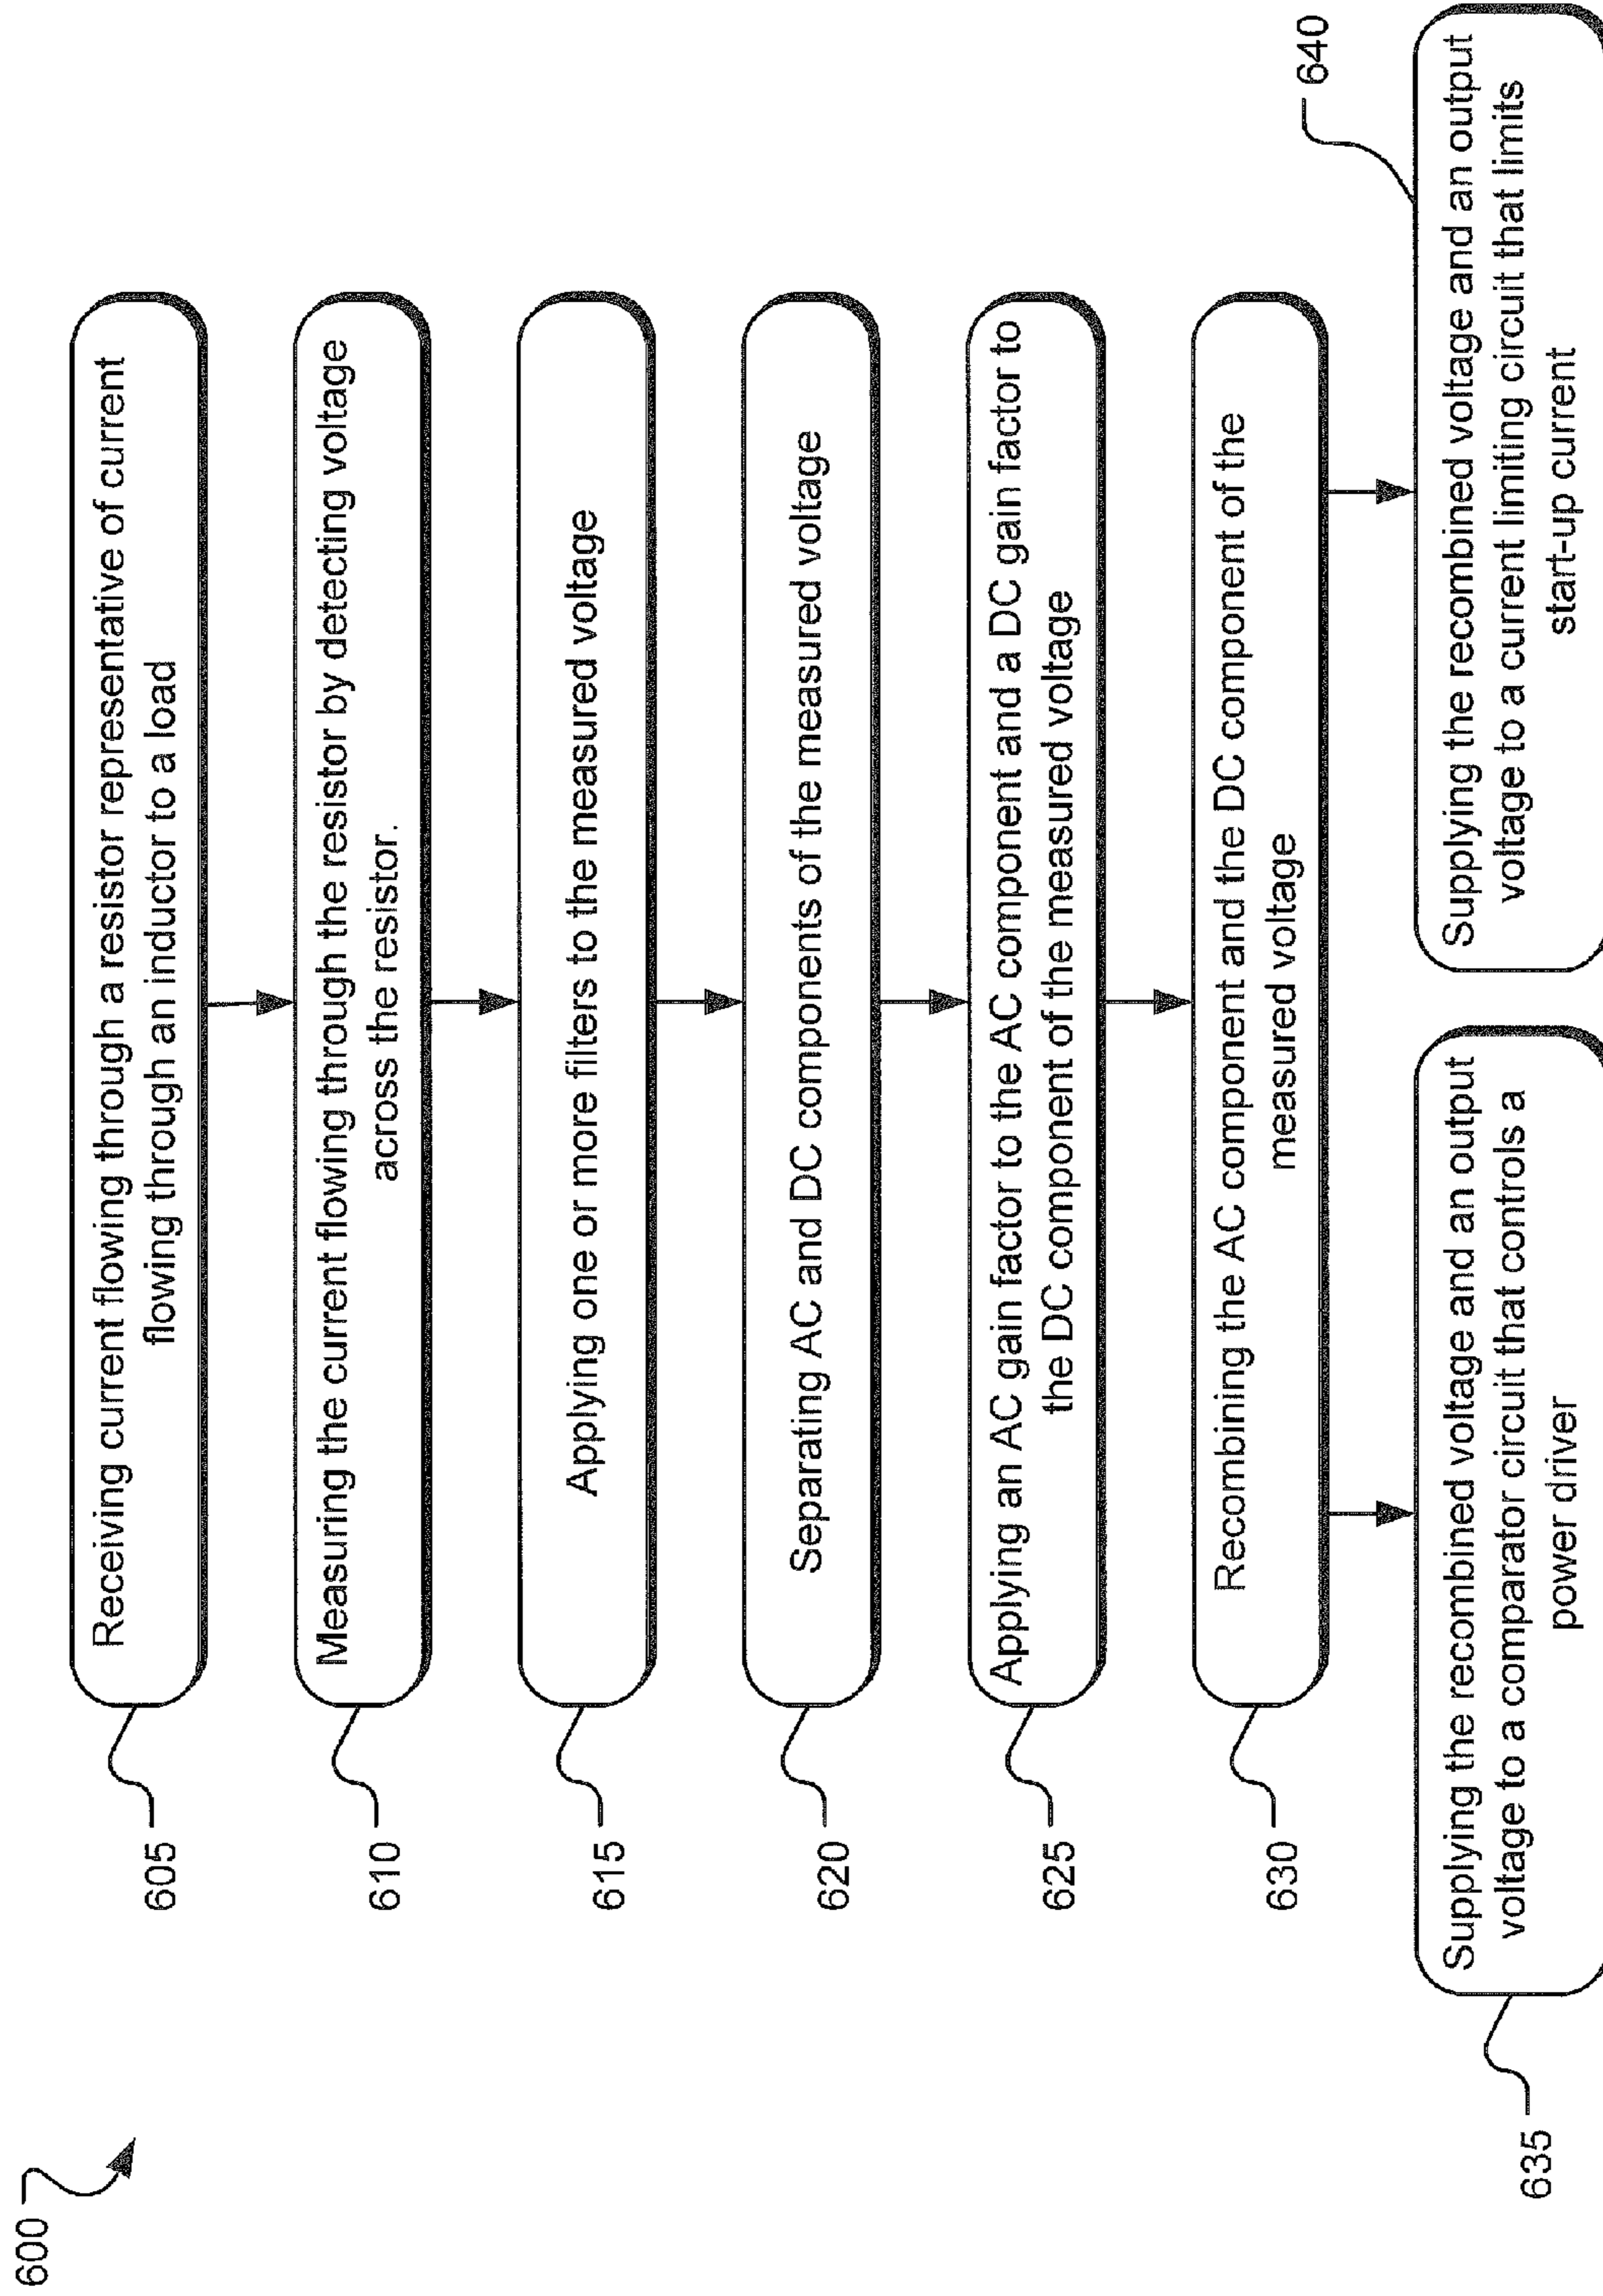 600
605
Receiving current flowing through a resistor representative of current
flowing through an inductor to a load
610
Measuring the current flowing through the resistor by detecting voltage
across the resistor.
615
Applying one or more filters to the measured voltage
620
Separating AC and DC components of the measured voltage
625
Applying an AC gain factor to the AC component and a DC gain factor to
the DC component of the measured voltage
630
Recombining the AC component and the DC component of the
measured voltage
635
Supplying the recombined voltage and an output
voltage to a comparator circuit that controls a
power driver
640
Supplying the recombined voltage and an output
voltage to a current limiting circuit that limits
start-up current